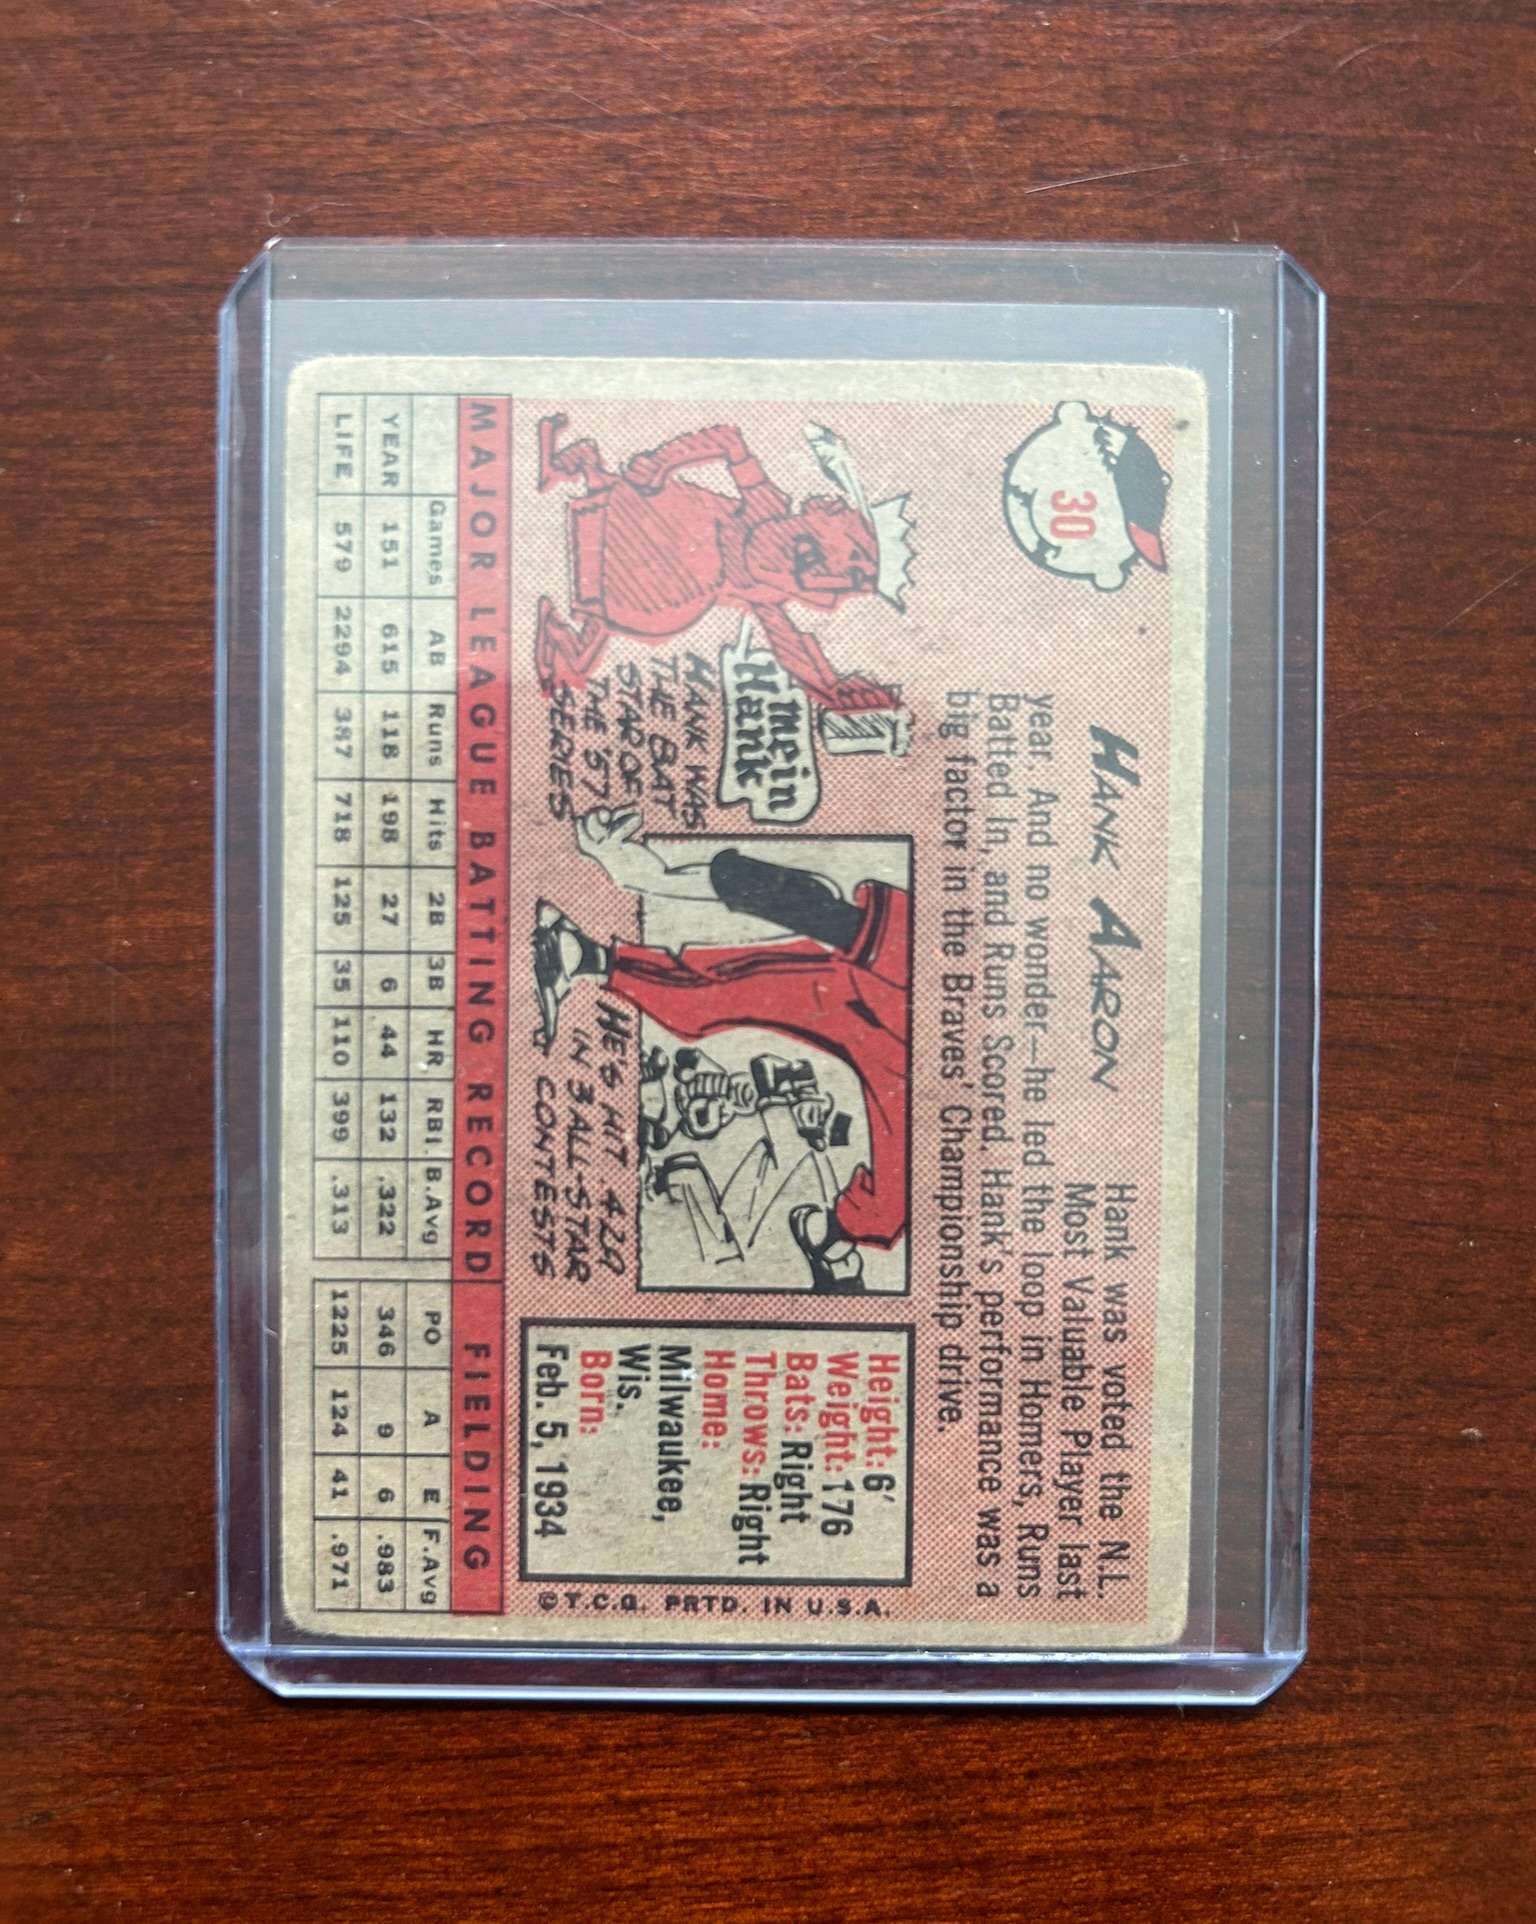 30
HANK AARON
Hank was voted the N.L.
Most Valuable Player last
year. And no wonder—he led the loop in Homers, Runs
Batted In, and Runs Scored. Hank's performance was a
big factor in the Braves' Championship drive.
mein
Hank
HANK WAS
THE BAT
STAR OF
THE '57
SERIES
HE'S HIT .429
IN 3 ALL-STAR
CONTESTS
Height: 6'
Weight: 176
Bats: Right
Throws: Right
Home:
Milwaukee,
Wis.
Born:
Feb. 5, 1934
©T.C.G. PRTD. IN U.S.A.
MAJOR LEAGUE BATTING RECORD FIELDING
Games AB Runs Hits 2B 3B HR RBI. B.Avg PO A E F.Avg
YEAR 151 615 118 198 27 6 44 132 .322 346 9 6 .983
LIFE 579 2294 387 718 125 35 110 399 .313 1225 124 41 .971